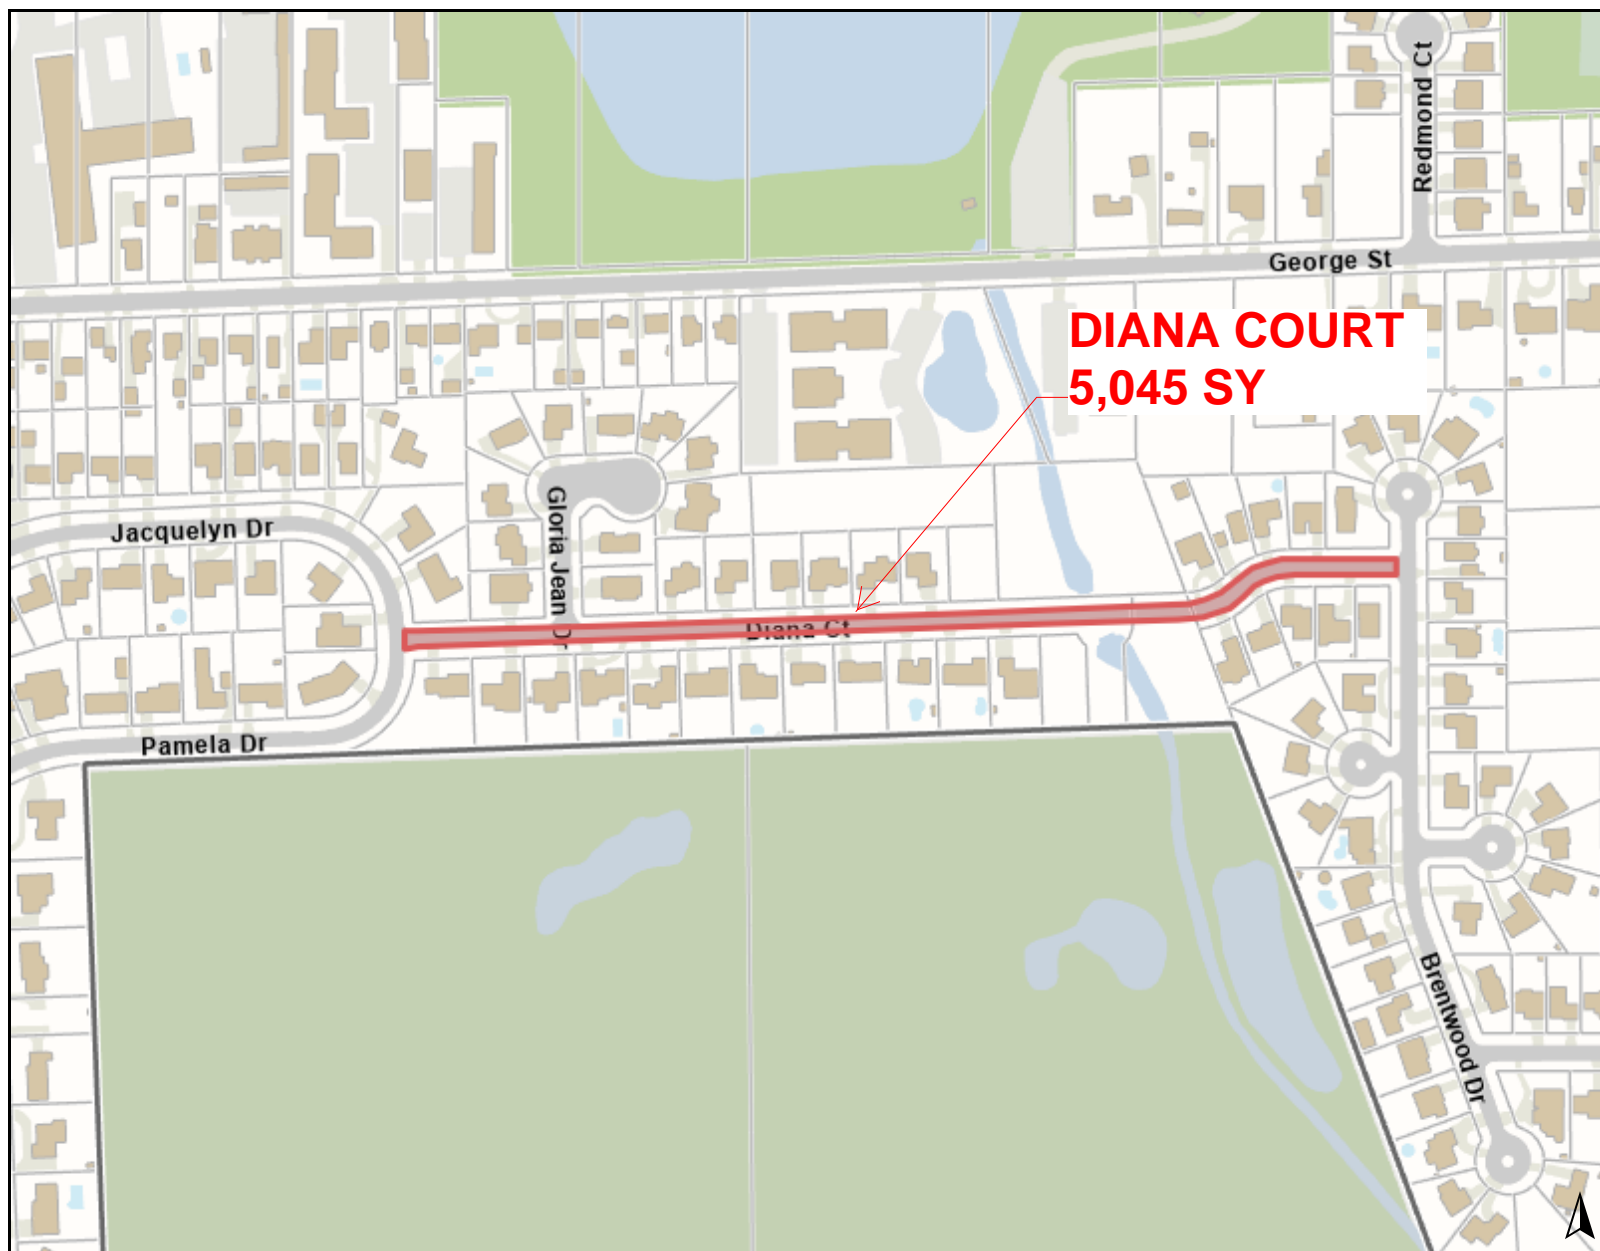 Redmond Ct
George St
DIANA COURT
5,045 SY
Jacquelyn Dr
Gloria Jean Dr
Diana Ct
Pamela Dr
Brentwood Dr